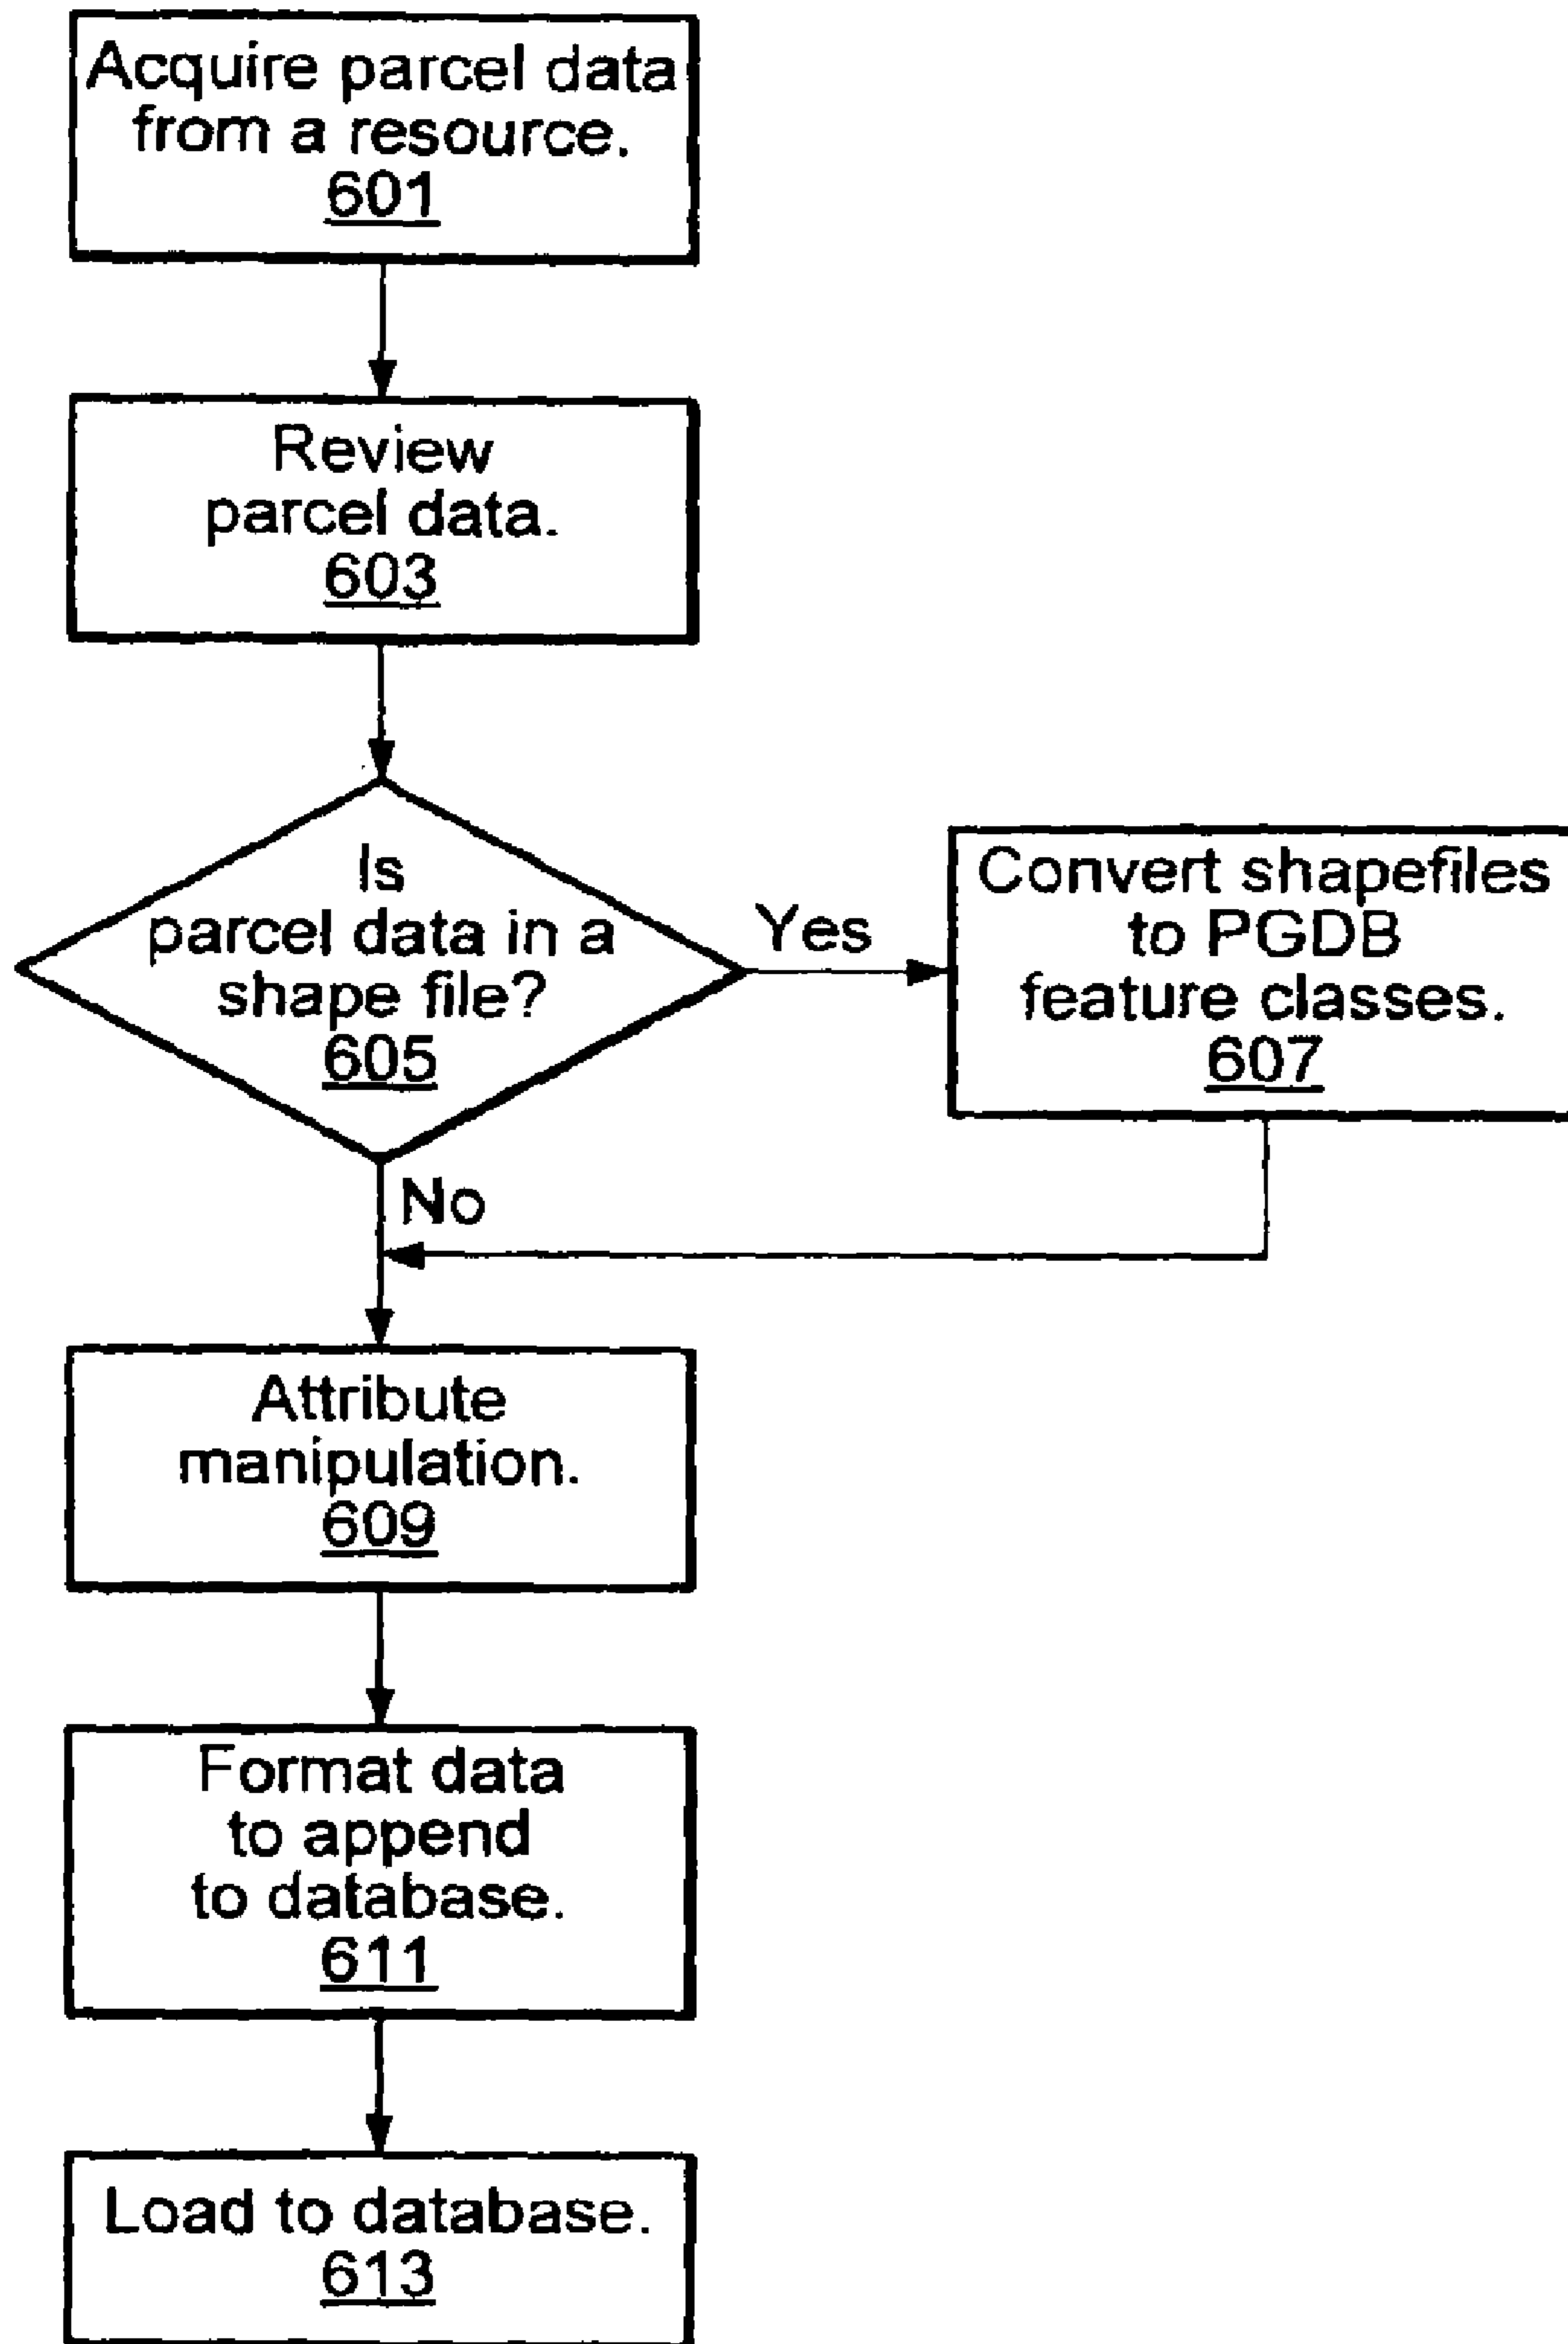 Acquire parcel data
from a resource.
601
Review
parcel data.
603
Is
parcel data in a
shape file?
605
Yes
Convert shapefiles
to PGDB
feature classes.
607
No
Attribute
manipulation.
609
Format data
to append
to database.
611
Load to database.
613